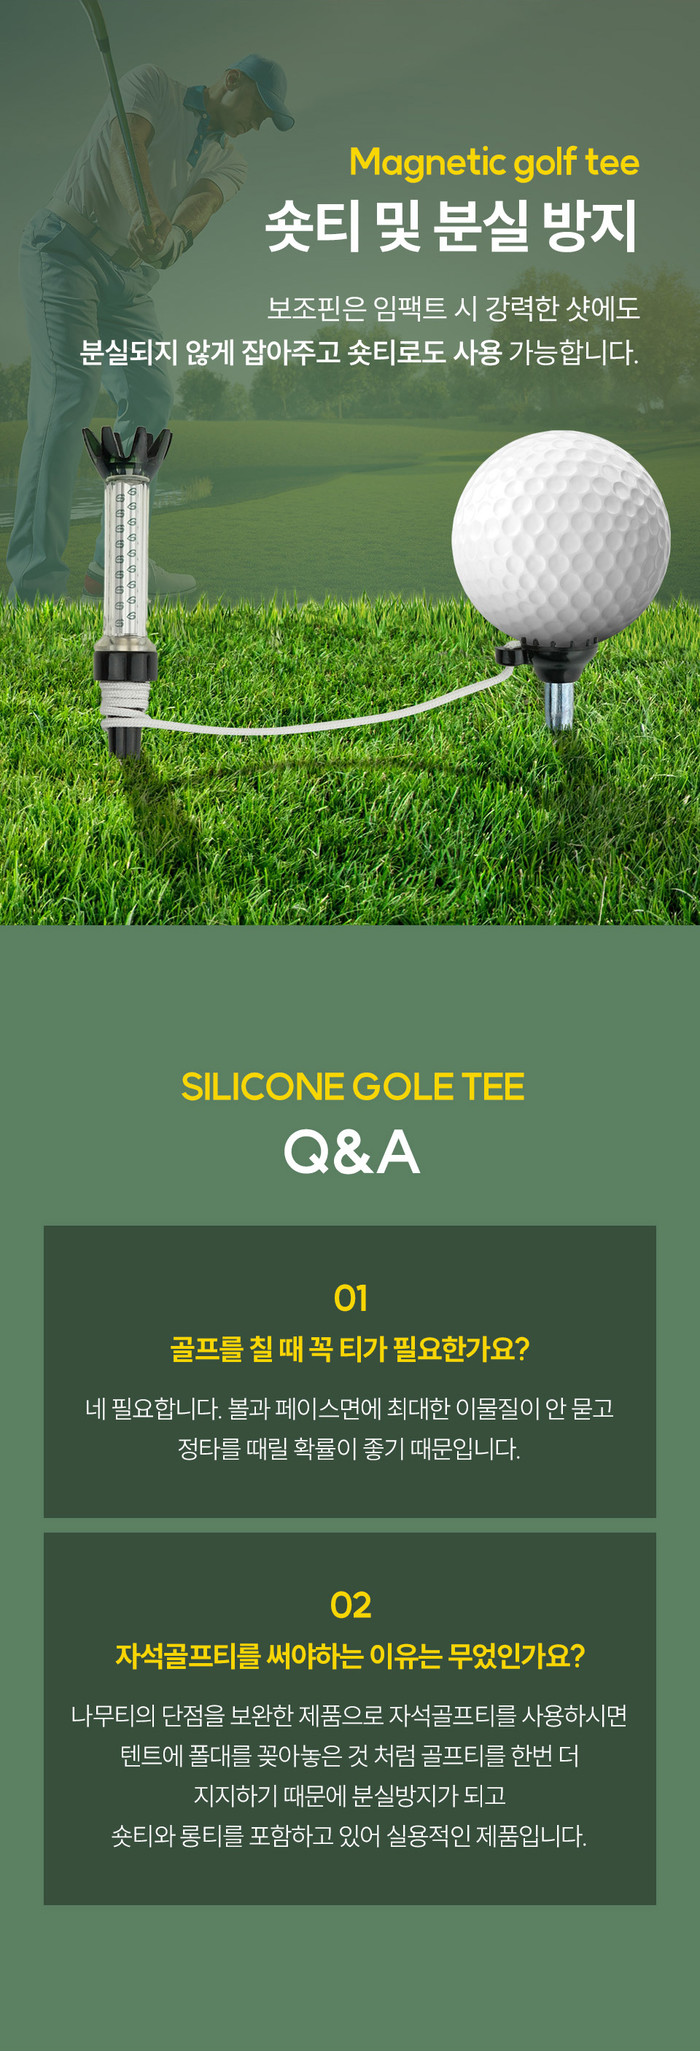 Magnetic golf tee
숏티 및 분실 방지
보조핀은 임팩트 시 강력한 샷에도
분실되지 않게 잡아주고 숏티로도 사용 가능합니다.
SILICONE GOLE TEE
Q&A
01
골프를 칠 때 꼭 티가 필요한가요?
네 필요합니다. 볼과 페이스면에 최대한 이물질이 안 묻고
정타를 때릴 확률이 좋기 때문입니다.
02
자석골프티를 써야하는 이유는 무엇인가요?
나무티의 단점을 보완한 제품으로 자석골프티를 사용하시면
텐트에 폴대를 꽂아놓은 것 처럼 골프티를 한번 더
지지하기 때문에 분실방지가 되고
숏티와 롱티를 포함하고 있어 실용적인 제품입니다.